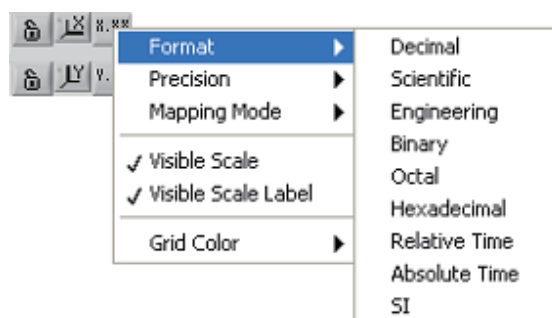 X X.XX
Y Y.
Format
Precision
Mapping Mode
Visible Scale
Visible Scale Label
Grid Color
Decimal
Scientific
Engineering
Binary
Octal
Hexadecimal
Relative Time
Absolute Time
SI